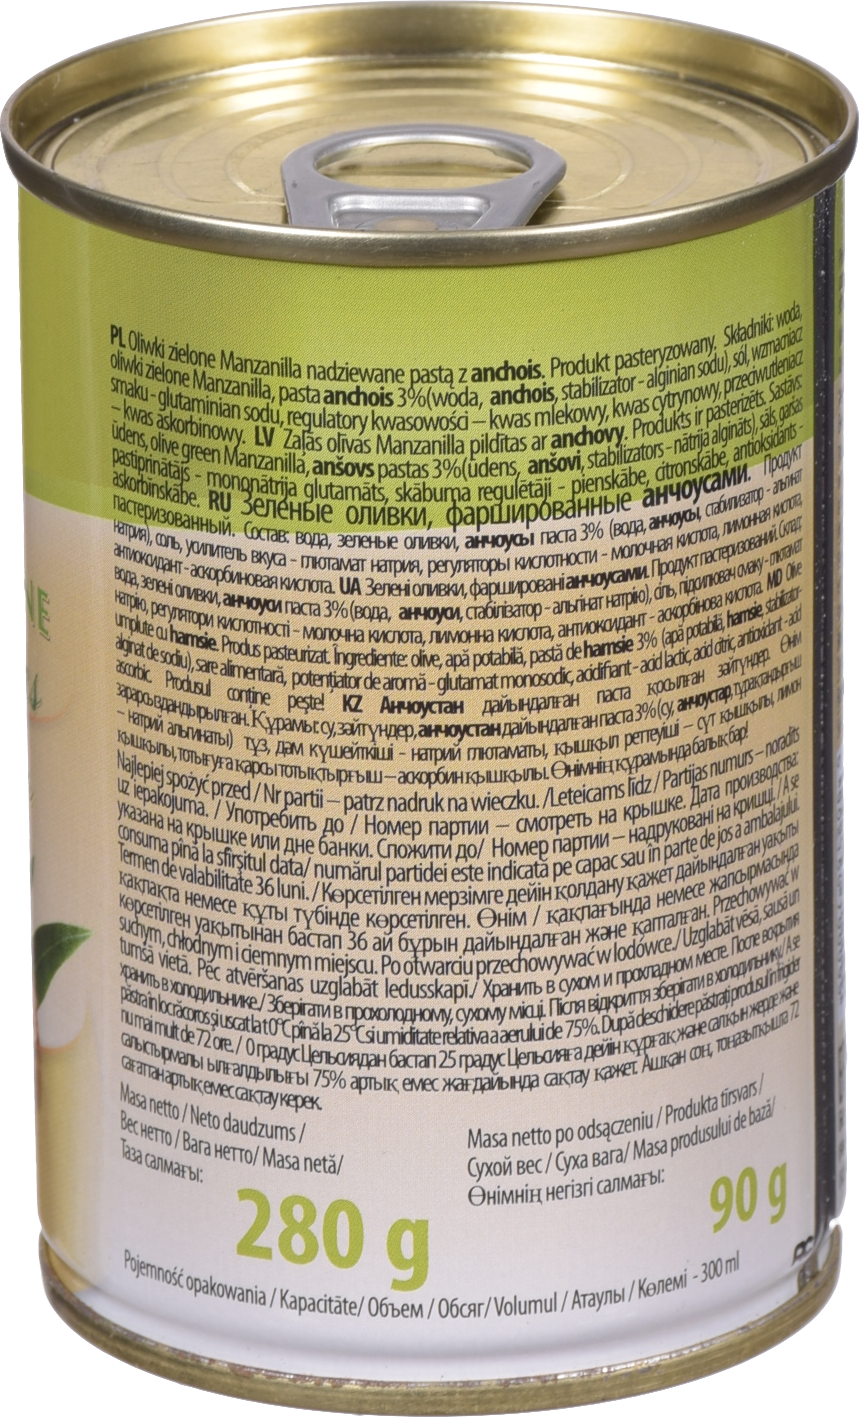 PL Oliwki zielone Manzanilla nadziewane pastą z anchois. Produkt pasteryzowany. Składniki: woda,
oliwki zielone Manzanilla, pasta anchois 3% (woda, anchois, stabilizator - alginian sodu), sól, wzmacniacz
smaku - glutaminian sodu, regulatory kwasowości – kwas mlekowy, kwas cytrynowy, przeciwutleniacz
– kwas askorbinowy. LV Zaļās olīvas Manzanilla pildītas ar anchovy. Produkts ir pasterizēts. Sastāvs:
ūdens, olive green Manzanilla, anšovs pastas 3% (ūdens, anšovi, stabilizators - nātrija algināts), sāls, garšas
pastiprinātājs - mononātrija glutamāts, skābuma regulētāji - pienskābe, citronskābe, antioksidants -
askorbīnskābe. RU Зелёные оливки, фаршированные анчоусами. Продукт
пастеризованный. Состав: вода, зеленые оливки, анчоусы паста 3% (вода, анчоусы, стабилизатор - альгинат
натрия), соль, усилитель вкуса - глютамат натрия, регуляторы кислотности - молочная кислота, лимонная кислота,
антиоксидант - аскорбиновая кислота. UA Зелені оливки, фаршировані анчоусами. Продукт пастеризований. Склад:
вода, зелені оливки, анчоуси паста 3% (вода, анчоуси, стабілізатор - альгінат натрію), сіль, підсилювач смаку - глютамат
натрію, регулятори кислотності - молочна кислота, лимонна кислота, антиоксидант - аскорбінова кислота. MD Olive
umplute cu hamsie. Produs pasteurizat. Ingrediente: olive, apă potabilă, pastă de hamsie 3% (apă potabilă, hamsie, stabilizator-
alginat de sodiu), sare alimentară, potențiator de aromă - glutamat monosodic, acidifiant - acid lactic, acid citric, antioxidant - acid
ascorbic. Produsul conține pește! KZ Анчоустан дайындалған паста қосылған зәйтүндер. Өнім
зарарсыздандырылған. Құрамы: су, зәйтүндер, анчоустан дайындалған паста 3% (су, анчоустар, тұрақтандырғыш
– натрий альгинаты) тұз, дәм күшейткіші - натрий глютаматы, қышқыл реттеуіші – сүт қышқылы, лимон
қышқылы, тотығуға қарсы тотықтырғыш – аскорбин қышқылы. Өнімнің құрамында балық бар!
Najlepiej spożyć przed / Nr partii – patrz nadruk na wieczku. /Leteicams līdz / Partijas numurs – norādīts
uz iepakojuma. / Употребить до / Номер партии – смотреть на крышке. Дата производства:
указана на крышке или дне банки. Спожити до/ Номер партии – надруковані на кришці. / A se
consuma pînă la sfîrșitul data/ numărul partidei este indicată pe capac sau în parte de jos a ambalajului.
Termen de valabilitate 36 luni. / Көрсетілген мерзімге дейін қолдану қажет дайындалған уақыты
қақпақта немесе құты түбінде көрсетілген. Өнім / қақпағында немесе жапсырмасында
көрсетілген уақытынан бастап 36 ай бұрын дайындалған және қапталған. Przechowywać w
suchym, chłodnym i ciemnym miejscu. Po otwarciu przechowywać w lodówce./ Uzglabāt vēsā, sausā un
tumšā vietā. Pēc atvēršanas uzglabāt ledusskapī./ Хранить в сухом и прохладном месте. После вскрытия
хранить в холодильнике./ Зберігати в прохолодному, сухому місці. Після відкриття зберігати в холодильнику/ A se
păstra în loc răcoros și uscat la t 0°C pînă la 25°C și umiditate relativa a aerului de 75%. După deschidere păstrați produsul în frigider
nu mai mult de 72 ore. / 0 градус Цельсиядан бастап 25 градус Цельсияға дейін құрғақ және салқын жерде және
салыстырмалы ылғалдылығы 75% артық емес жағдайында сақтау қажет. Ашқан соң, тоңазытқышта 72
сағаттан артық емес сақтау керек.
Masa netto / Neto daudzums /
Вес нетто / Вага нетто/ Masa netă/
Таза салмағы:
280 g
Masa netto po odsączeniu / Produkta tīrsvars /
Сухой вес / Суха вага/ Masa produsului de bază/
Өнімнің негізгі салмағы:
90 g
Pojemność opakowania / Kapacitāte/ Объем / Обсяг/ Volumul / Атаулы / Көлемі - 300 ml